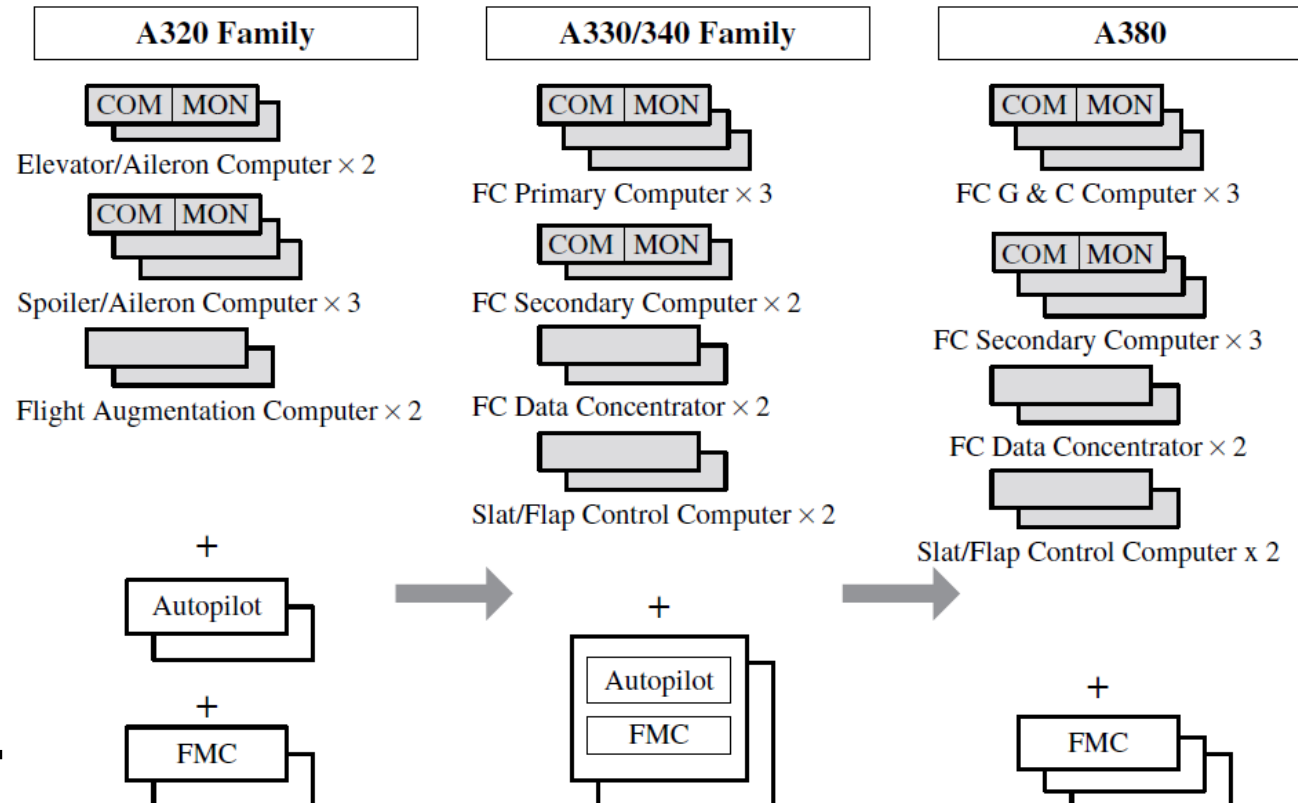 A320 Family
COM MON
Elevator/Aileron Computer × 2
COM MON
Spoiler/Aileron Computer × 3
Flight Augmentation Computer × 2
+
Autopilot
+
FMC
A330/340 Family
COM MON
FC Primary Computer × 3
COM MON
FC Secondary Computer × 2
FC Data Concentrator × 2
Slat/Flap Control Computer × 2
+
Autopilot
FMC
A380
COM MON
FC G & C Computer × 3
COM MON
FC Secondary Computer × 3
FC Data Concentrator × 2
Slat/Flap Control Computer x 2
+
FMC